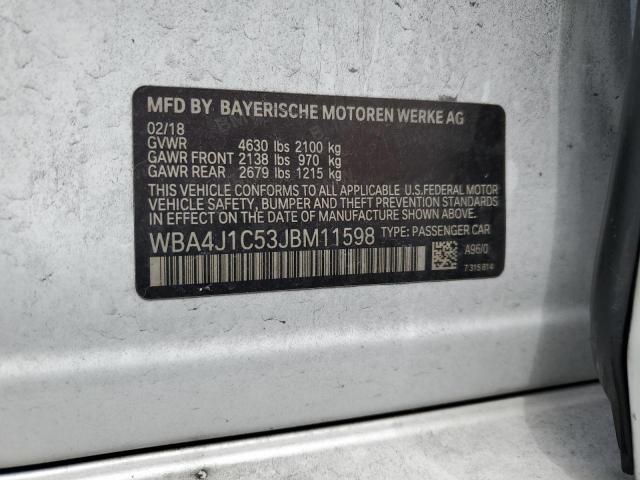 MFD BY BAYERISCHE MOTOREN WERKE AG
02/18
GVWR 4630 lbs 2100 kg
GAWR FRONT 2138 lbs 970 kg
GAWR REAR 2679 lbs 1215 kg
THIS VEHICLE CONFORMS TO ALL APPLICABLE U.S.FEDERAL MOTOR
VEHICLE SAFETY, BUMPER AND THEFT PREVENTION STANDARDS
IN EFFECT ON THE DATE OF MANUFACTURE SHOWN ABOVE.
WBA4J1C53JBM11598 TYPE: PASSENGER CAR
A96/0
7315814